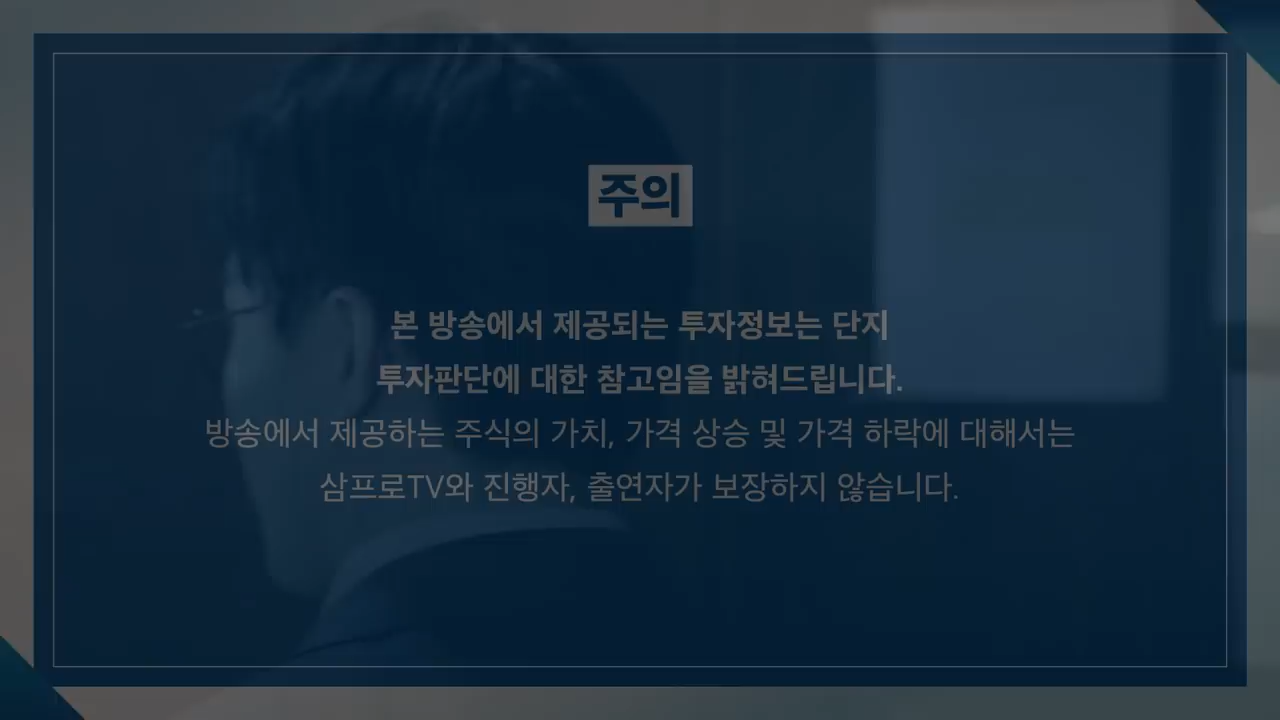 주의
본 방송에서 제공되는 투자정보는 단지
투자판단에 대한 참고임을 밝혀드립니다.
방송에서 제공하는 주식의 가치, 가격 상승 및 가격 하락에 대해서는
삼프로TV와 진행자, 출연자가 보장하지 않습니다.